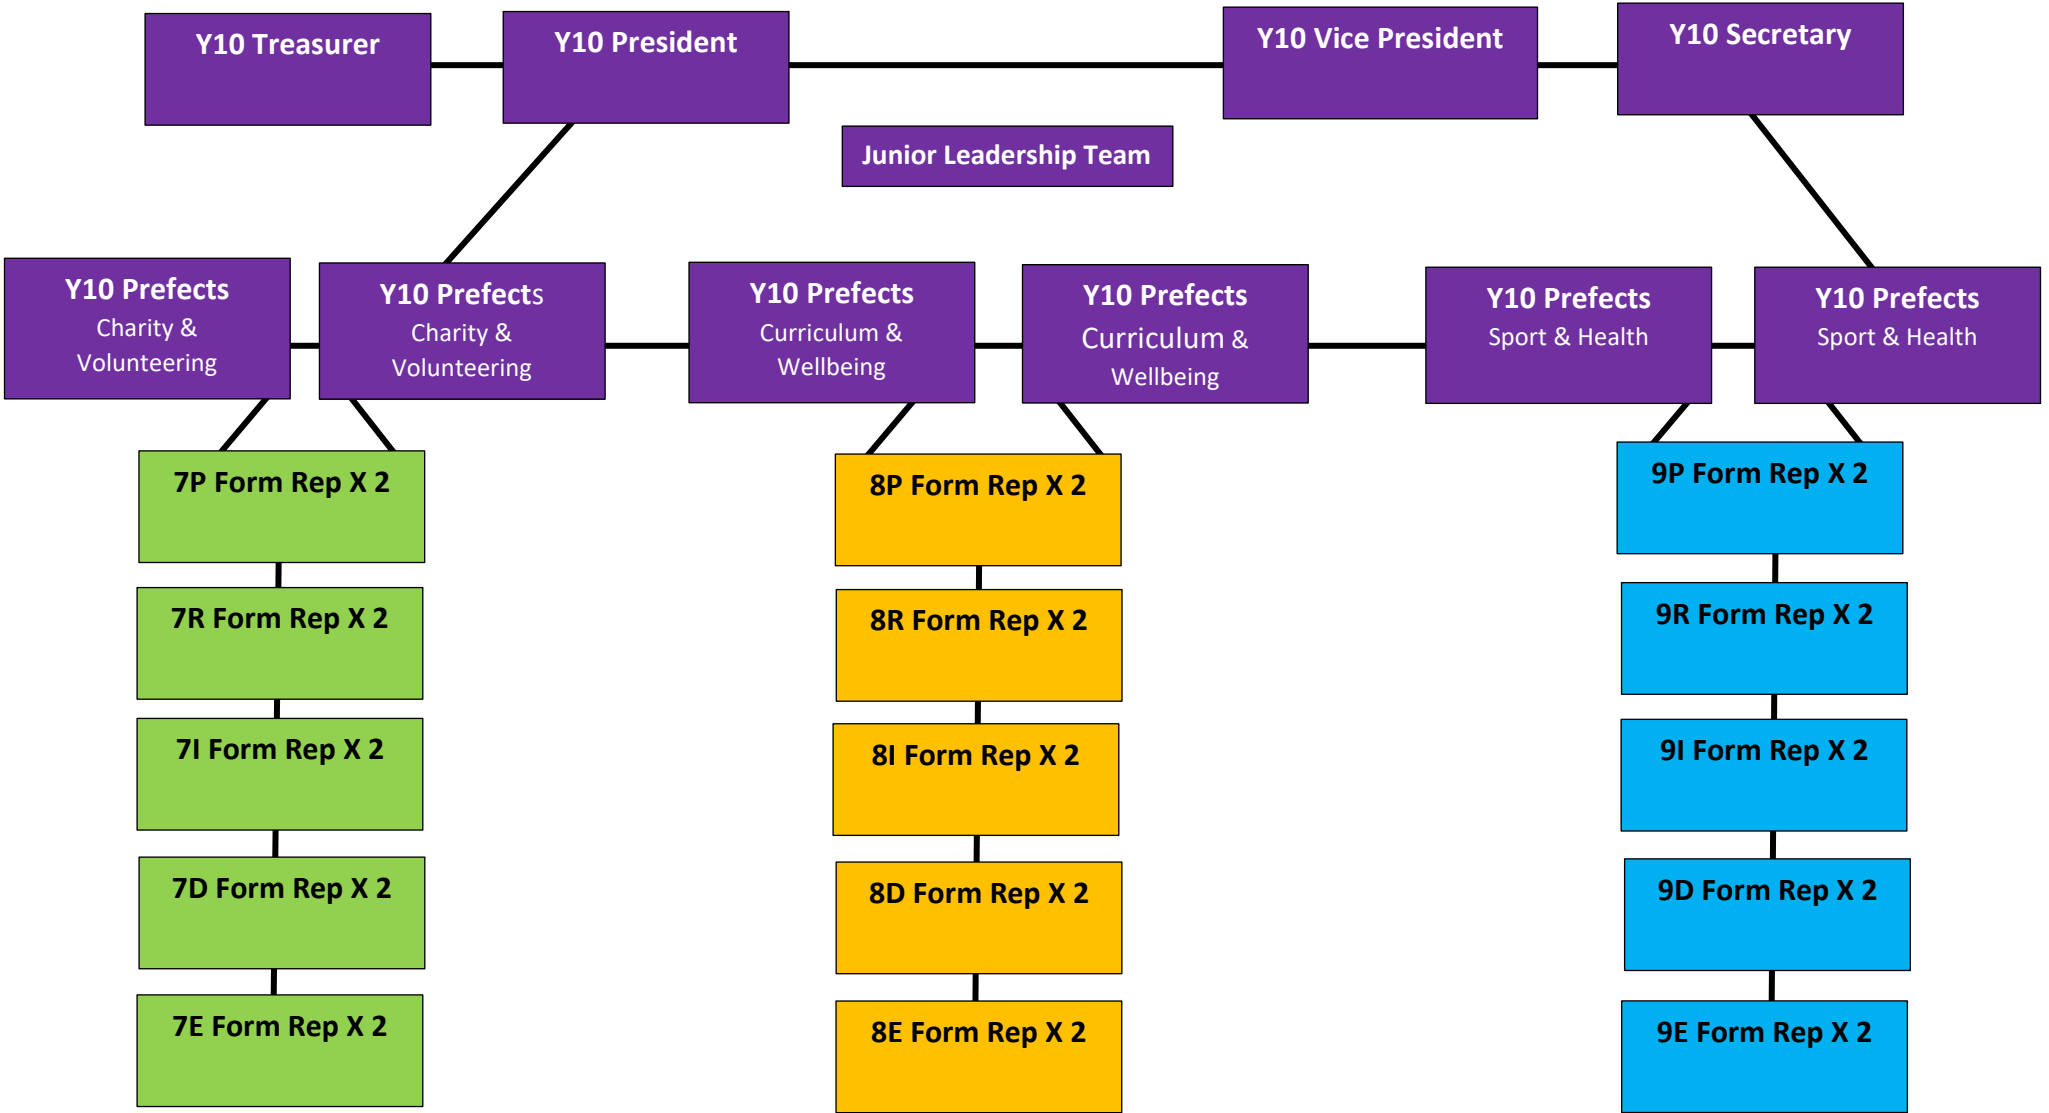 Y10 Treasurer
Y10 President
Y10 Vice President
Y10 Secretary
Junior Leadership Team
Y10 Prefects
Charity &
Volunteering
Y10 Prefects
Charity &
Volunteering
Y10 Prefects
Curriculum &
Wellbeing
Y10 Prefects
Curriculum &
Wellbeing
Y10 Prefects
Sport & Health
Y10 Prefects
Sport & Health
7P Form Rep X 2
7R Form Rep X 2
7I Form Rep X 2
7D Form Rep X 2
7E Form Rep X 2
8P Form Rep X 2
8R Form Rep X 2
8I Form Rep X 2
8D Form Rep X 2
8E Form Rep X 2
9P Form Rep X 2
9R Form Rep X 2
9I Form Rep X 2
9D Form Rep X 2
9E Form Rep X 2